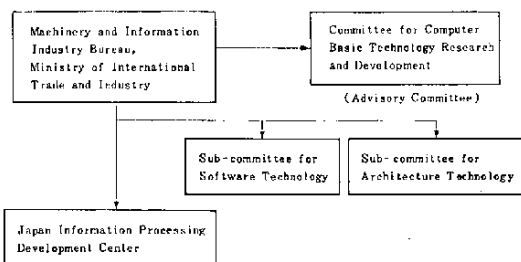 Machinery and Information
Industry Bureau,
Ministry of International
Trade and Industry
Committee for Computer
Basic Technology Research
and Development
(Advisory Committee)
Sub-committee for
Software Technology
Sub-committee for
Architecture Technology
Japan Information Processing
Development Center